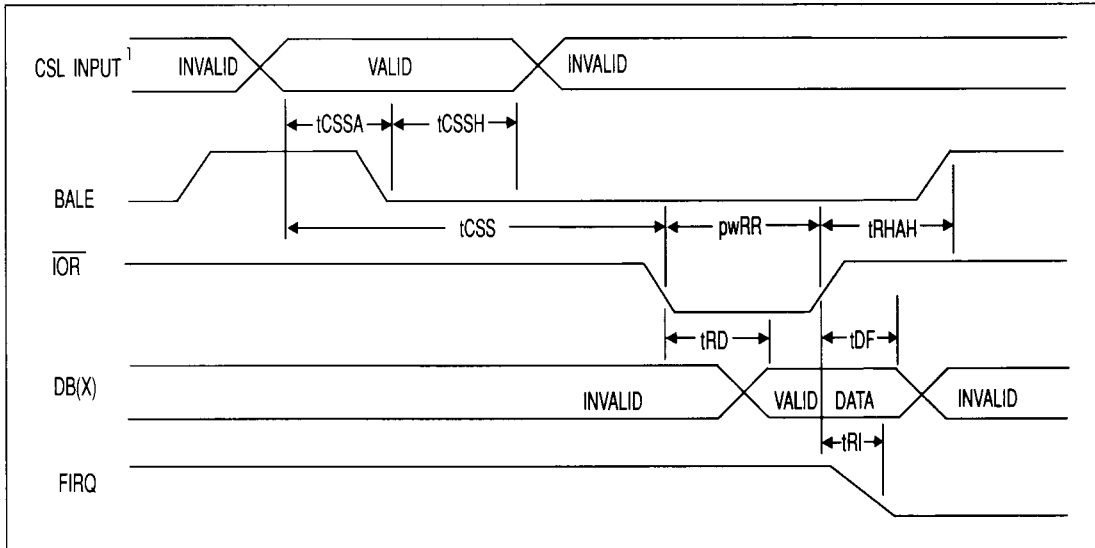 CSL INPUT 1
INVALID
VALID
INVALID
tCSSA
tCSSH
BALE
tCSS
pwRR
tRHAH
IOR
tRD
tDF
DB(X)
INVALID
VALID
DATA
INVALID
tRI
FIRQ